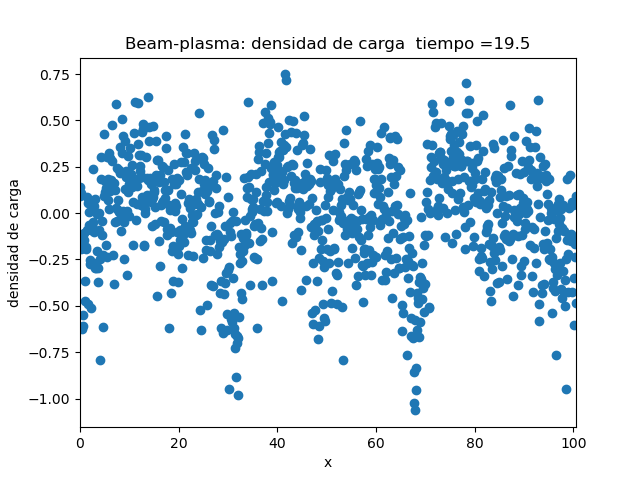 Beam-plasma: densidad de carga  tiempo =19.5
0.75
0.50
0.25
0.00
−0.25
−0.50
−0.75
−1.00
densidad de carga
0 20 40 60 80 100
x